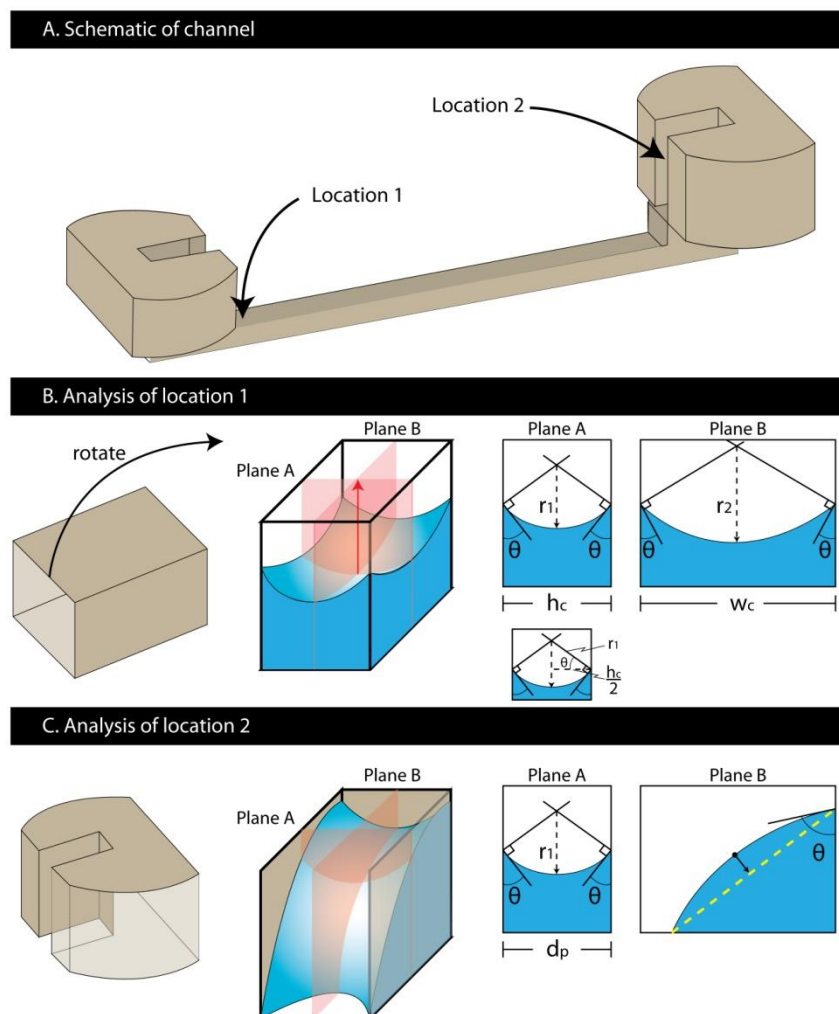 A. Schematic of channel
Location 2
Location 1
B. Analysis of location 1
rotate
Plane A
Plane B
Plane A
Plane B
r1
r2
θ
θ
θ
θ
hc
wc
r1
θ
hc
2
C. Analysis of location 2
Plane A
Plane B
Plane A
Plane B
r1
θ
θ
θ
dp